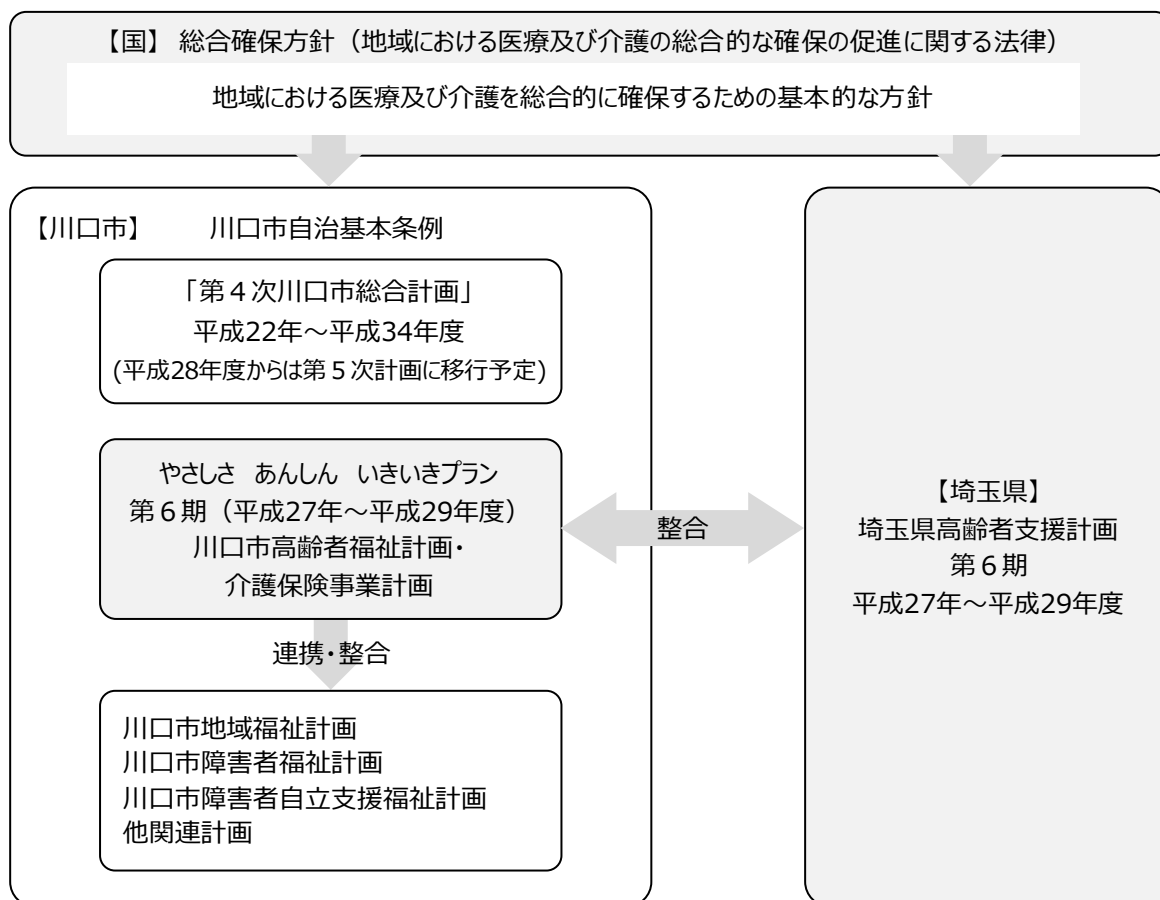 【国】 総合確保方針（地域における医療及び介護の総合的な確保の促進に関する法律）
地域における医療及び介護を総合的に確保するための基本的な方針
【川口市】 川口市自治基本条例
「第４次川口市総合計画」
平成22年～平成34年度
(平成28年度からは第５次計画に移行予定)
やさしさ あんしん いきいきプラン
第６期（平成27年～平成29年度）
川口市高齢者福祉計画・
介護保険事業計画
整合
連携・整合
川口市地域福祉計画
川口市障害者福祉計画
川口市障害者自立支援福祉計画
他関連計画
【埼玉県】
埼玉県高齢者支援計画
第６期
平成27年～平成29年度